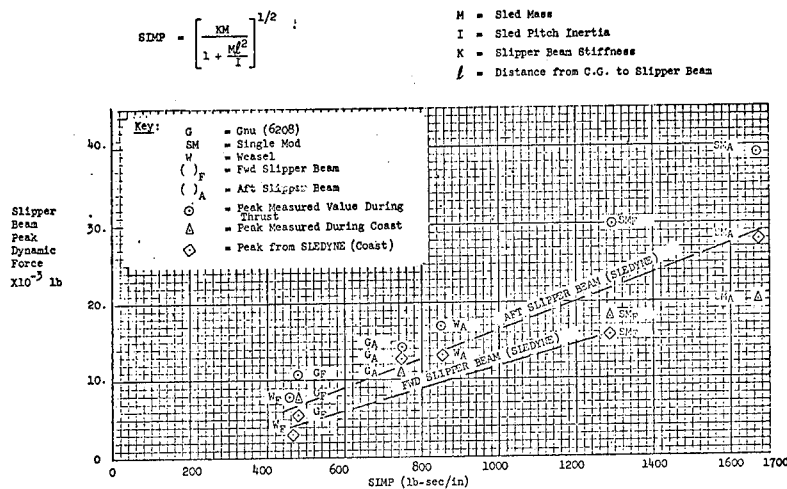 SIMP = [ KM / 1 + Mℓ²/I ]^1/2
M = Sled Mass
I = Sled Pitch Inertia
K = Slipper Beam Stiffness
ℓ = Distance from C.G. to Slipper Beam
Key:
G = Gnu (6208)
SM = Single Mod
W = Weasel
( )F = Fwd Slipper Beam
( )A = Aft Slipper Beam
⊙ = Peak Measured Value During
Thrust
△ = Peak Measured During Coast
◇ = Peak from SLEDYNE (Coast)
Slipper
Beam
Peak
Dynamic
Force
X10⁻³ lb
40.
30.
20
10.
0
SMA
SMF
SMA
AFT SLIPPER BEAM (SLEDYNE)
SMF
SMF
WA
GA
GA
GA
WA
FWD SLIPPER BEAM (SLEDYNE)
GF
WF
GF
GF
WF
0 200 400 600 800 1000 1200 1400 1600 1700
SIMP (lb-sec/in)